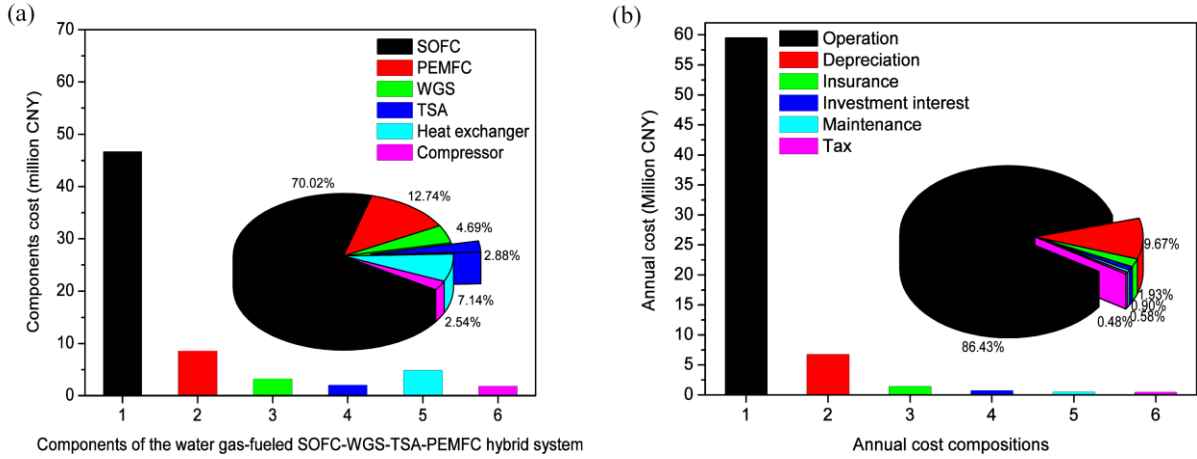 (a)
Components cost (million CNY)
70
60
50
40
30
20
10
0
SOFC
PEMFC
WGS
TSA
Heat exchanger
Compressor
70.02%
12.74%
4.69%
2.88%
7.14%
2.54%
1 2 3 4 5 6
Components of the water gas-fueled SOFC-WGS-TSA-PEMFC hybrid system
(b)
Annual cost (Million CNY)
60
55
50
45
40
35
30
25
20
15
10
5
0
Operation
Depreciation
Insurance
Investment interest
Maintenance
Tax
9.67%
1.93%
0.90%
0.58%
0.48%
86.43%
1 2 3 4 5 6
Annual cost compositions